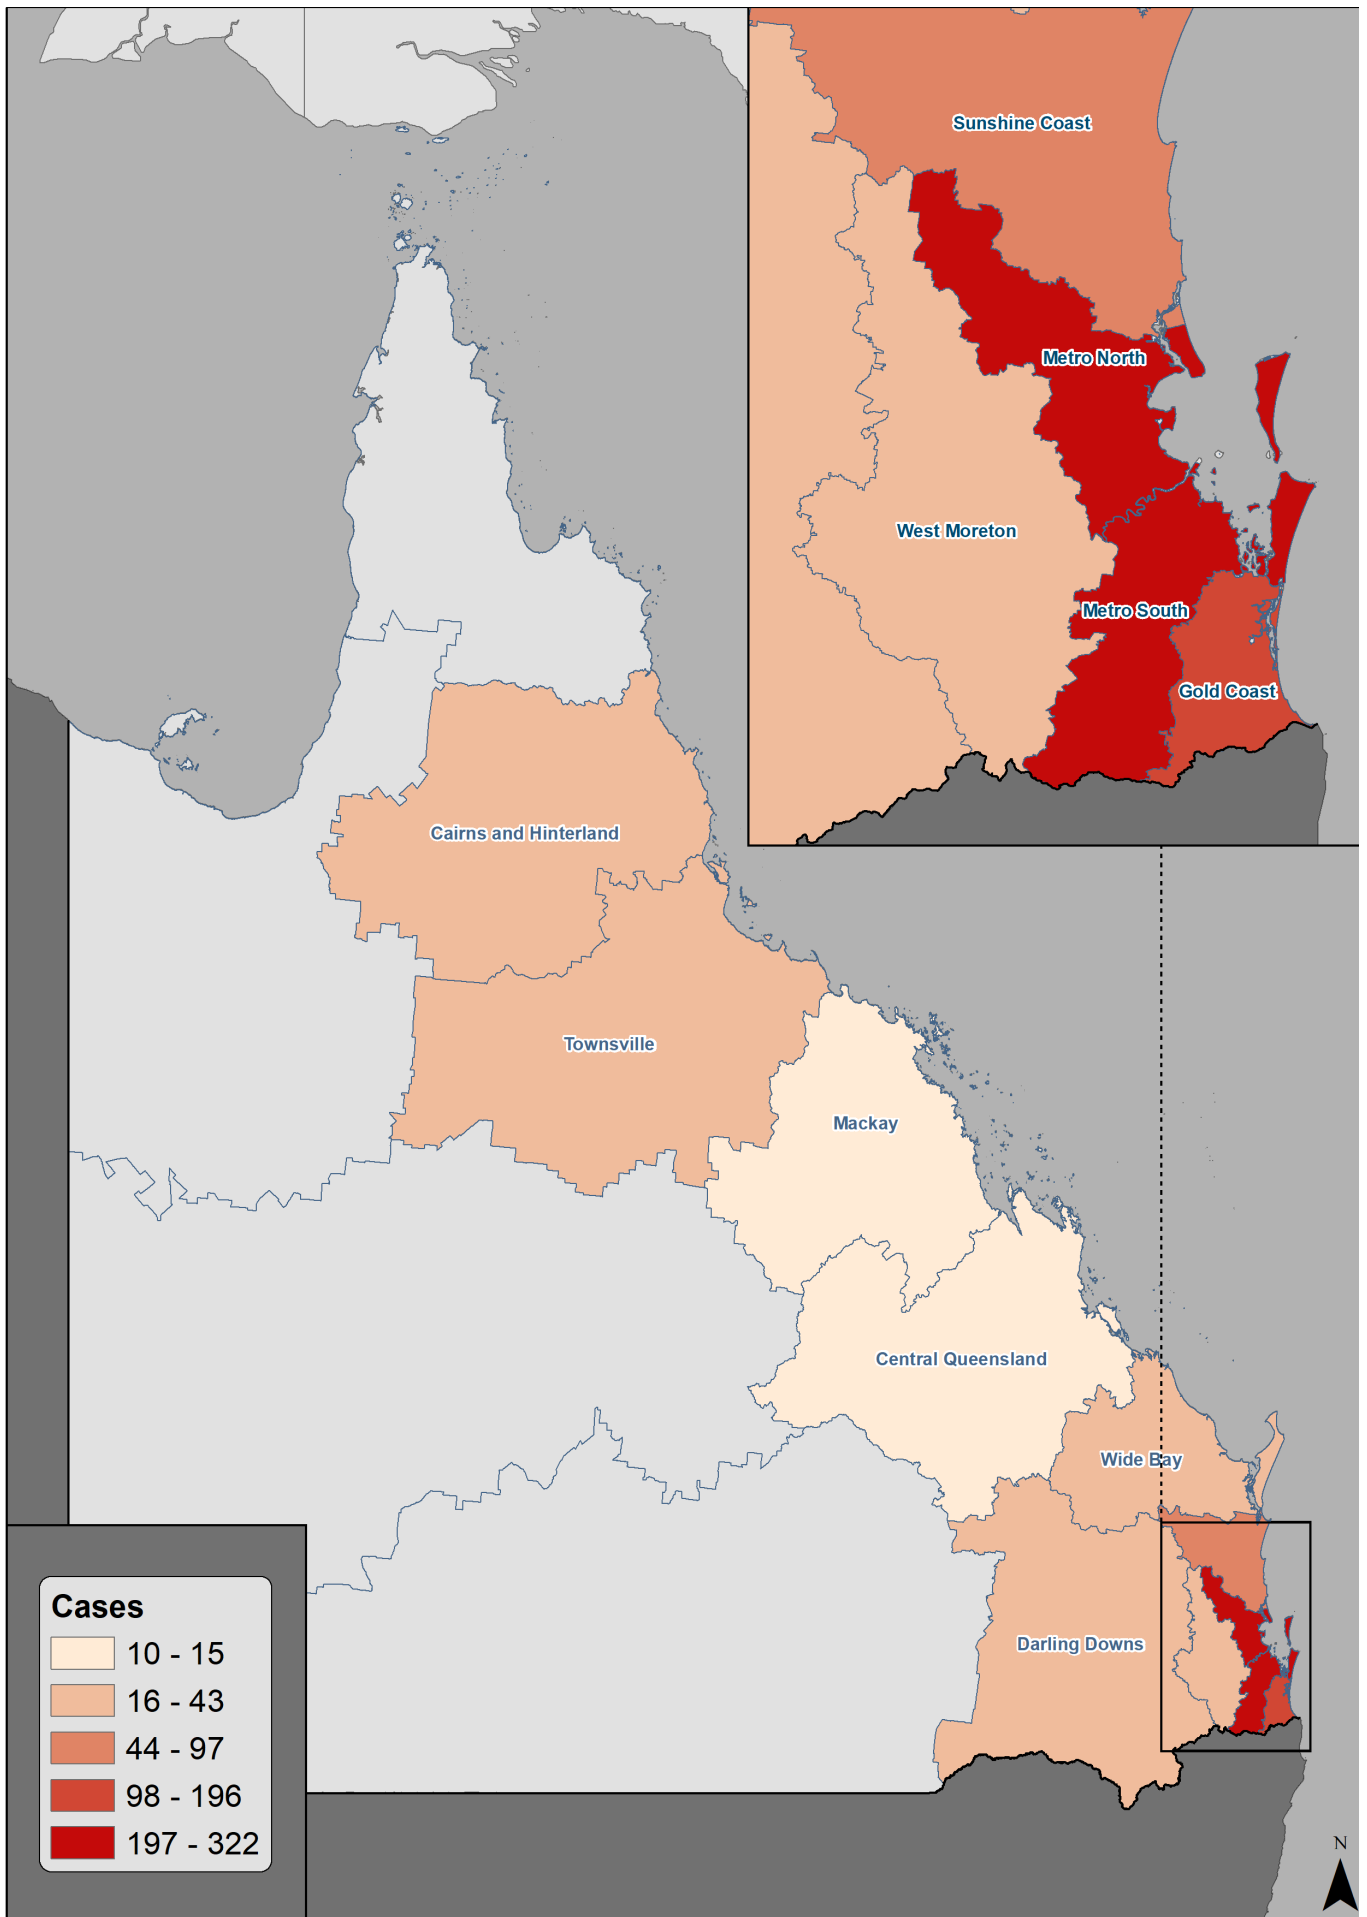 Sunshine Coast
Metro North
West Moreton
Metro South
Gold Coast
Cairns and Hinterland
Townsville
Mackay
Central Queensland
Wide Bay
Darling Downs
Cases
10 - 15
16 - 43
44 - 97
98 - 196
197 - 322
N